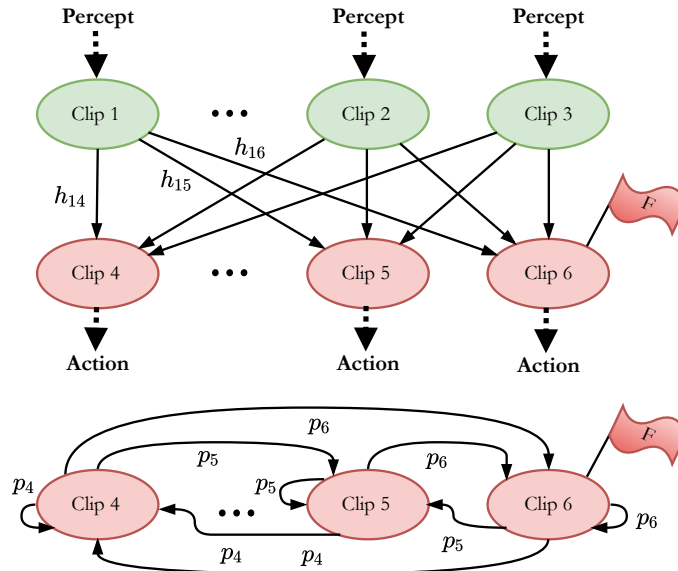 Percept Percept Percept
Clip 1 ... Clip 2 Clip 3
h16
h14 h15
F
Clip 4 ... Clip 5 Clip 6
Action Action Action
p6
F
p5 p6
p4 p5
Clip 4 ... Clip 5 Clip 6
p6
p5
p4 p4